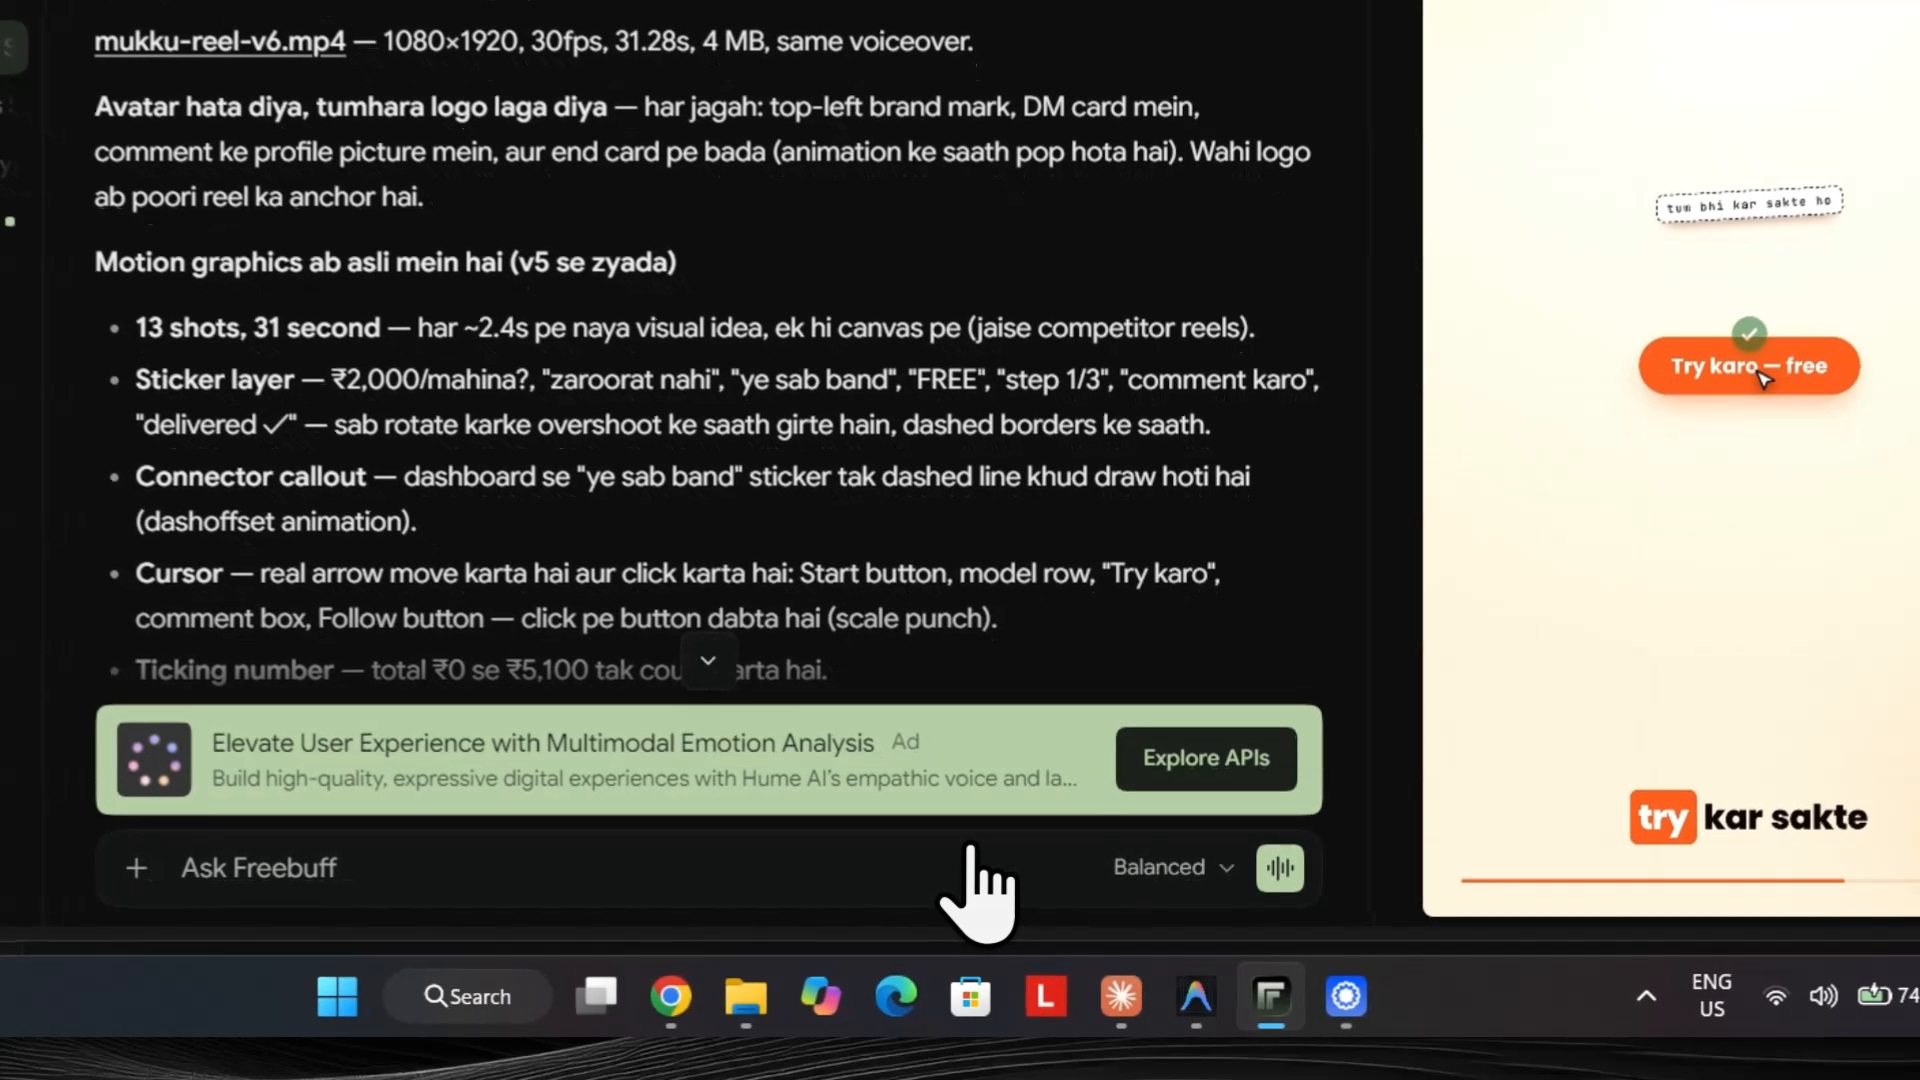 mukku-reel-v6.mp4 — 1080×1920, 30fps, 31.28s, 4 MB, same voiceover.
Avatar hata diya, tumhara logo laga diya — har jagah: top-left brand mark, DM card mein,
comment ke profile picture mein, aur end card pe bada (animation ke saath pop hota hai). Wahi logo
ab poori reel ka anchor hai.
Motion graphics ab asli mein hai (v5 se zyada)
• 13 shots, 31 second — har ~2.4s pe naya visual idea, ek hi canvas pe (jaise competitor reels).
• Sticker layer — ₹2,000/mahina?, "zaroorat nahi", "ye sab band", "FREE", "step 1/3", "comment karo",
"delivered ✓" — sab rotate karke overshoot ke saath girte hain, dashed borders ke saath.
• Connector callout — dashboard se "ye sab band" sticker tak dashed line khud draw hoti hai
(dashoffset animation).
• Cursor — real arrow move karta hai aur click karta hai: Start button, model row, "Try karo",
comment box, Follow button — click pe button dabta hai (scale punch).
• Ticking number — total ₹0 se ₹5,100 tak cou arta hai.
Elevate User Experience with Multimodal Emotion Analysis Ad
Build high-quality, expressive digital experiences with Hume AI's empathic voice and la...
Explore APIs
Ask Freebuff
Balanced
tum bhi kar sakte ho
Try karo — free
try kar sakte
Search
L
ENG
US
74